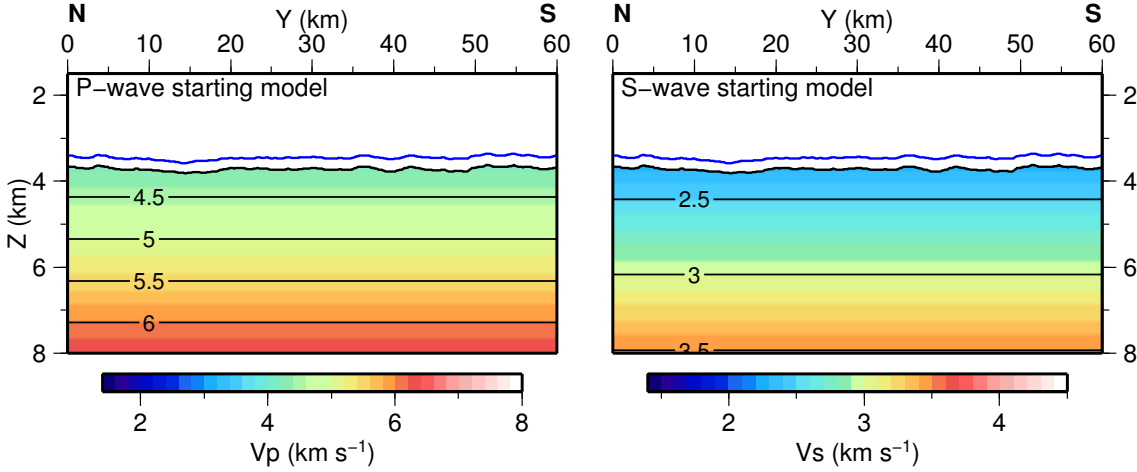 N Y (km) S
0 10 20 30 40 50 60
P−wave starting model
2
4
6
8
Z (km)
4.5
5
5.5
6
2 4 6 8
Vp (km s−1)
N Y (km) S
0 10 20 30 40 50 60
S−wave starting model
2
4
6
8
2.5
3
3.5
2 3 4
Vs (km s−1)